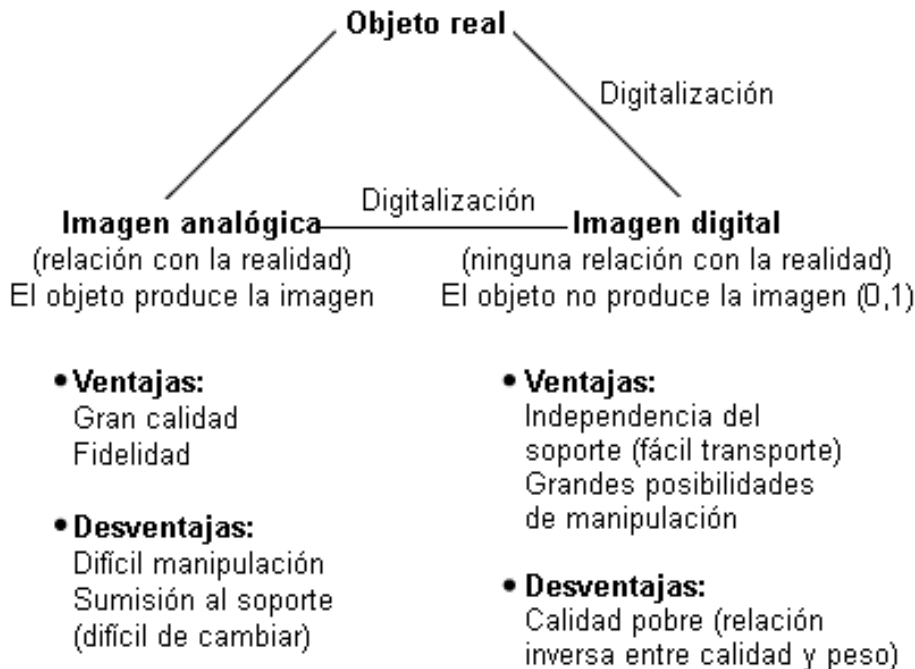 Objeto real
Digitalización
Digitalización
Imagen analógica
(relación con la realidad)
El objeto produce la imagen
Imagen digital
(ninguna relación con la realidad)
El objeto no produce la imagen (0,1)
• Ventajas:
Gran calidad
Fidelidad
• Desventajas:
Difícil manipulación
Sumisión al soporte
(difícil de cambiar)
• Ventajas:
Independencia del
soporte (fácil transporte)
Grandes posibilidades
de manipulación
• Desventajas:
Calidad pobre (relación
inversa entre calidad y peso)